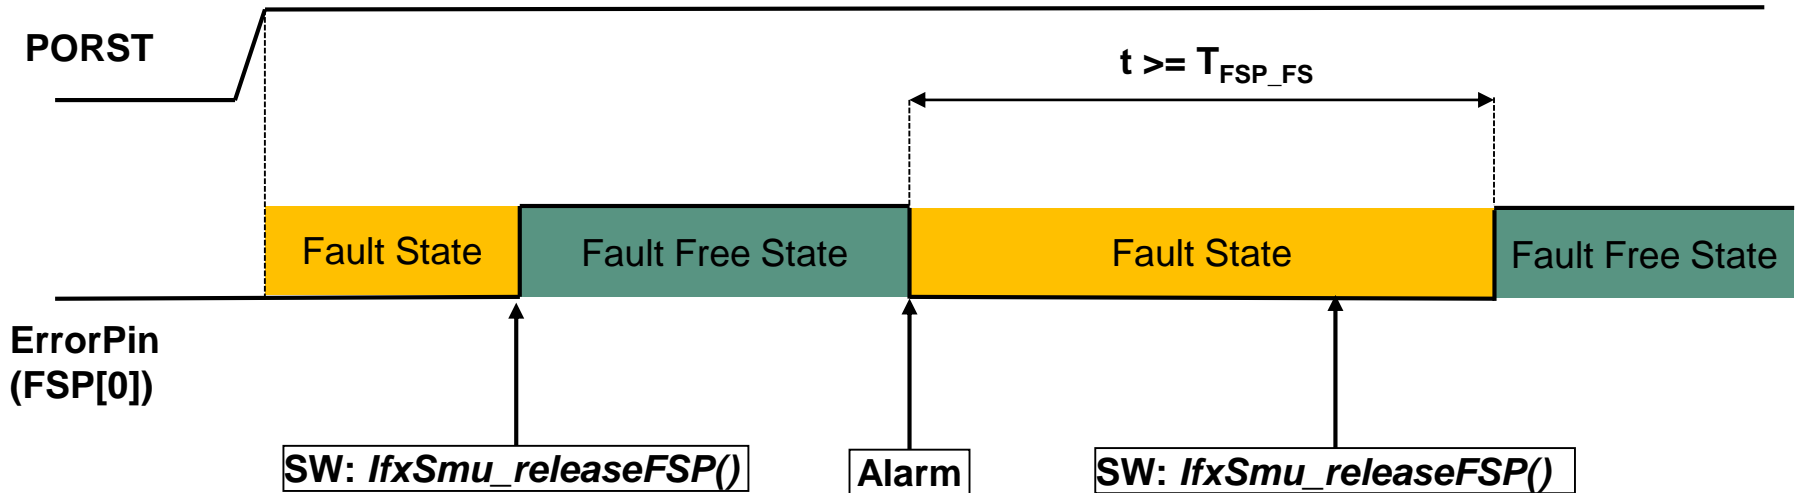 PORST
t >= T_FSP_FS
Fault State
Fault Free State
Fault State
Fault Free State
ErrorPin
(FSP[0])
SW: IfxSmu_releaseFSP()
Alarm
SW: IfxSmu_releaseFSP()